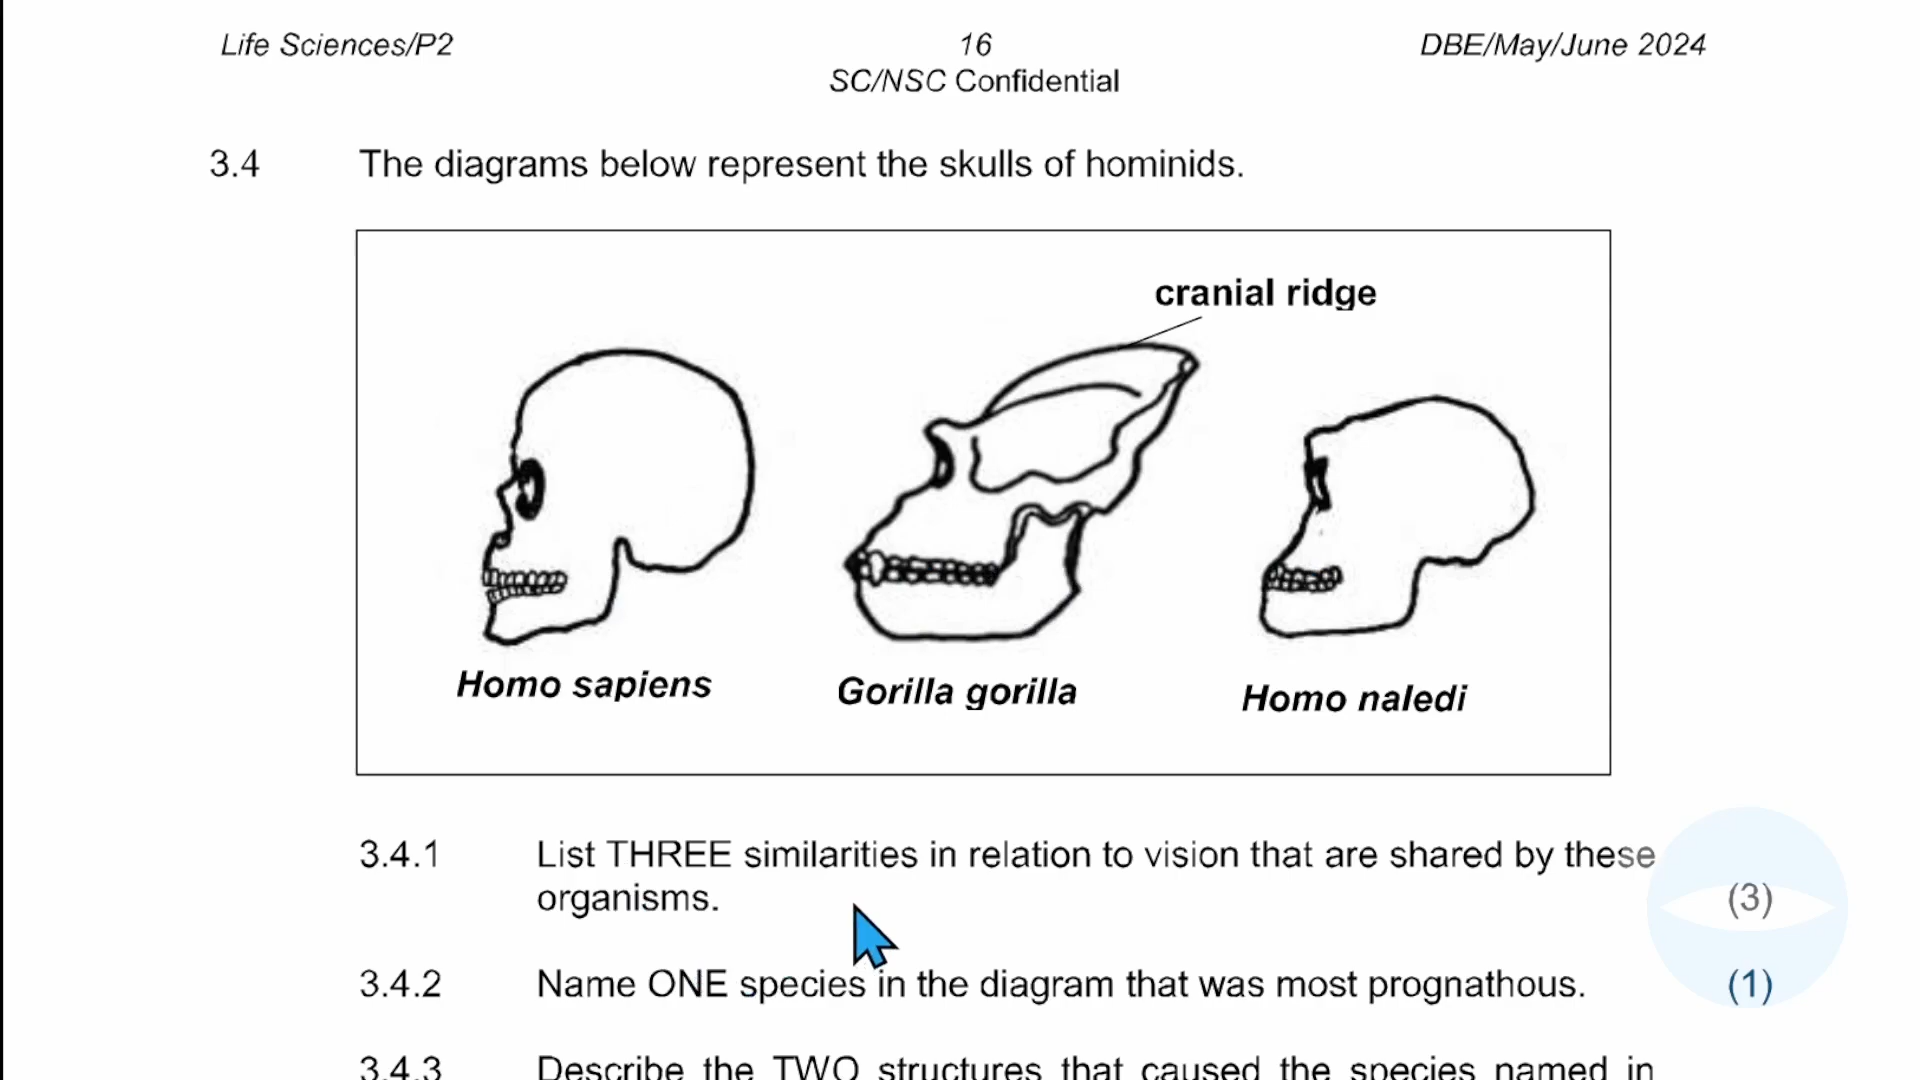 Life Sciences/P2 16 DBE/May/June 2024
SC/NSC Confidential
3.4 The diagrams below represent the skulls of hominids.
cranial ridge
Homo sapiens Gorilla gorilla Homo naledi
3.4.1 List THREE similarities in relation to vision that are shared by these
organisms. (3)
3.4.2 Name ONE species in the diagram that was most prognathous. (1)
3.4.3 Describe the TWO structures that caused the species named in